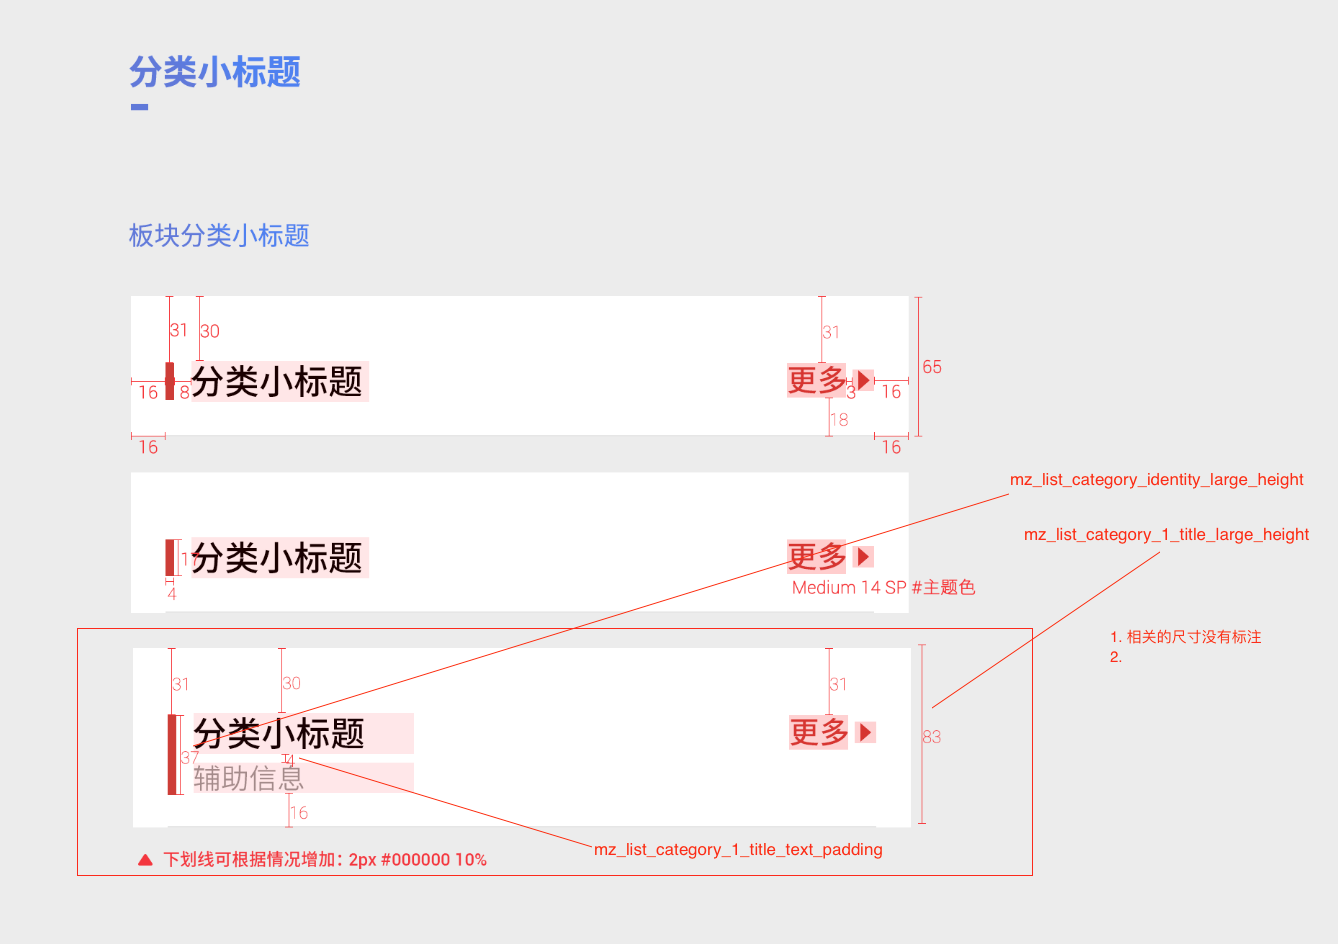 分类小标题
板块分类小标题
31 30 31
65
分类小标题 更多
16 8 3 16
18
16 16
mz_list_category_identity_large_height
mz_list_category_1_title_large_height
17 分类小标题 更多
4
Medium 14 SP #主题色
1. 相关的尺寸没有标注
2.
31 30 31
分类小标题 更多
83
37 4
辅助信息
16
mz_list_category_1_title_text_padding
下划线可根据情况增加：2px #000000 10%